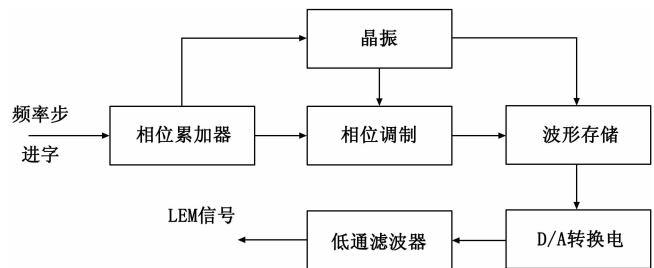 晶振
频率步
进字
相位累加器
相位调制
波形存储
LEM信号
低通滤波器
D/A转换电